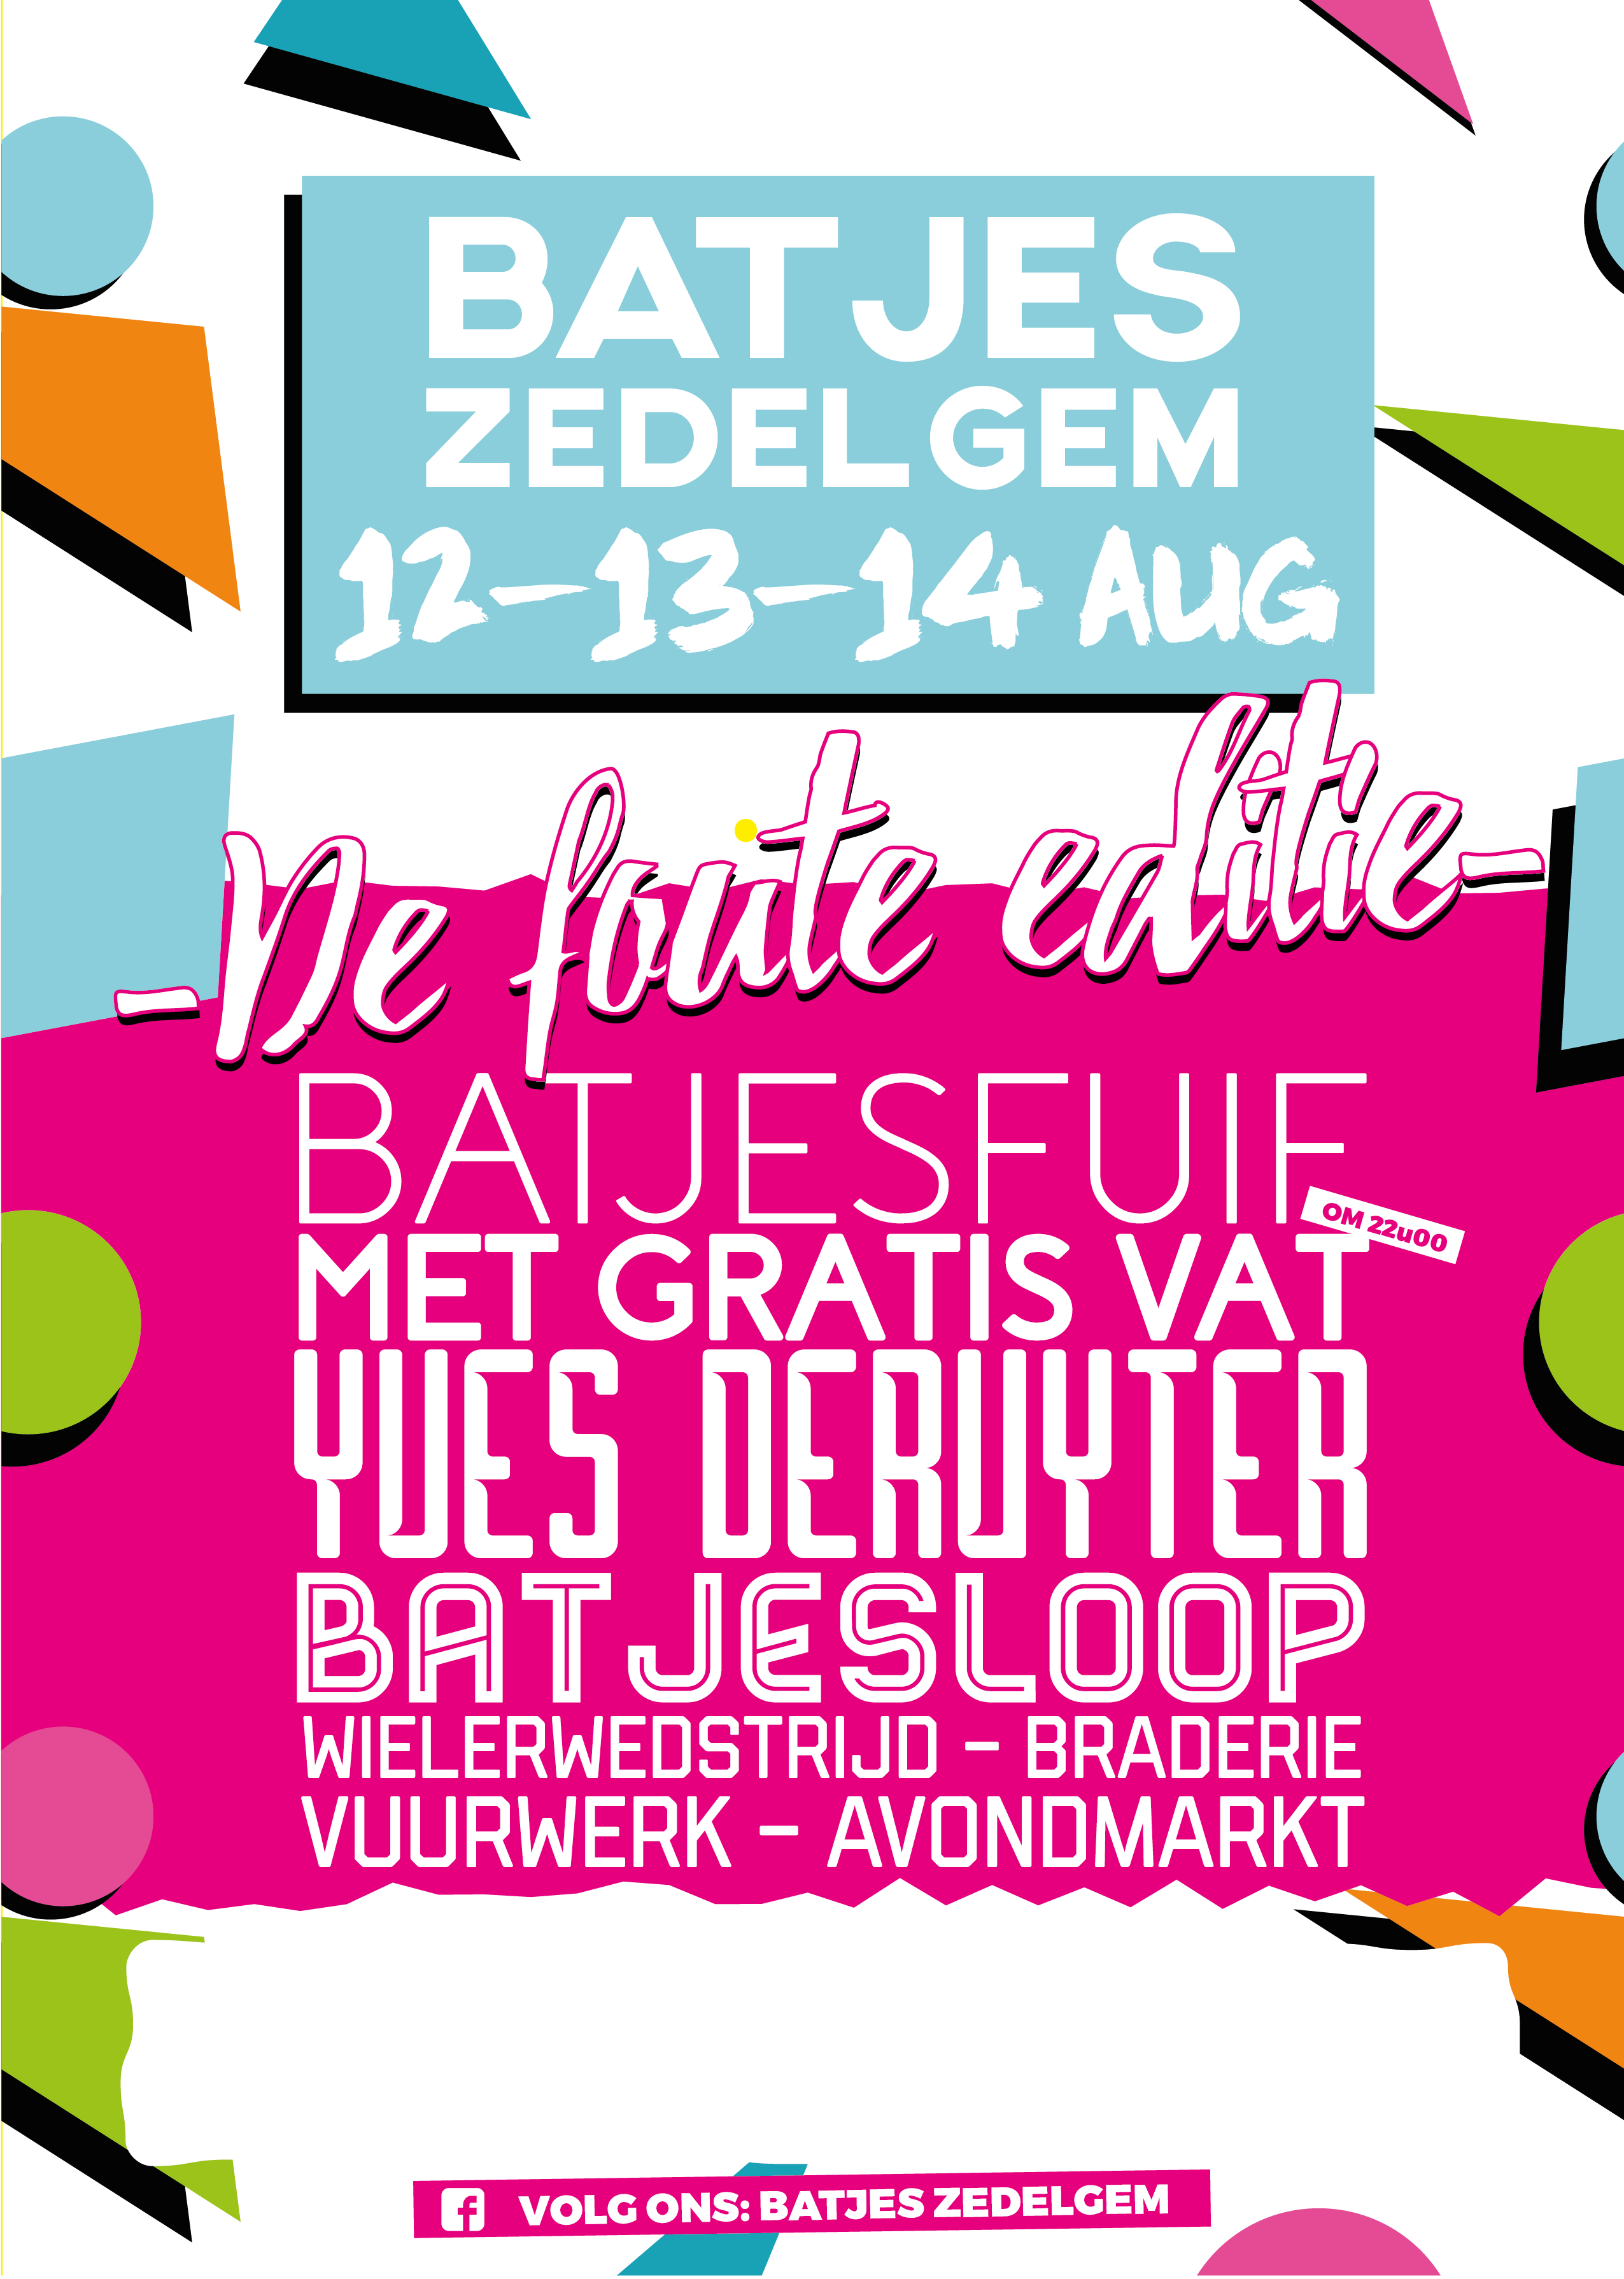 BATJES
ZEDELGEM
12-13-14 AUG
- De foute editie -
BATJESFUIF
OM 22u00
MET GRATIS VAT
YVES DERUYTER
BATJESLOOP
WIELERWEDSTRIJD - BRADERIE
VUURWERK - AVONDMARKT
VOLG ONS: BATJES ZEDELGEM